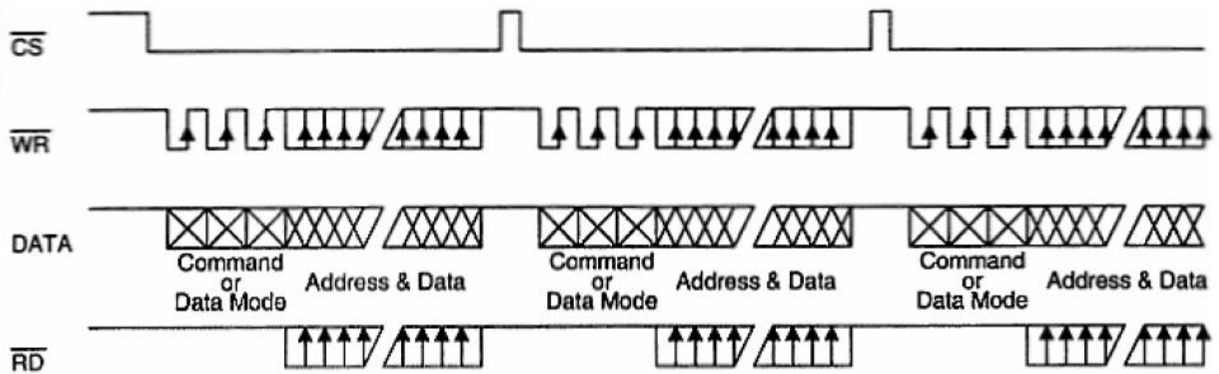 CS
WR
DATA
Command
or
Data Mode
Address & Data
Command
or
Data Mode
Address & Data
Command
or
Data Mode
Address & Data
RD